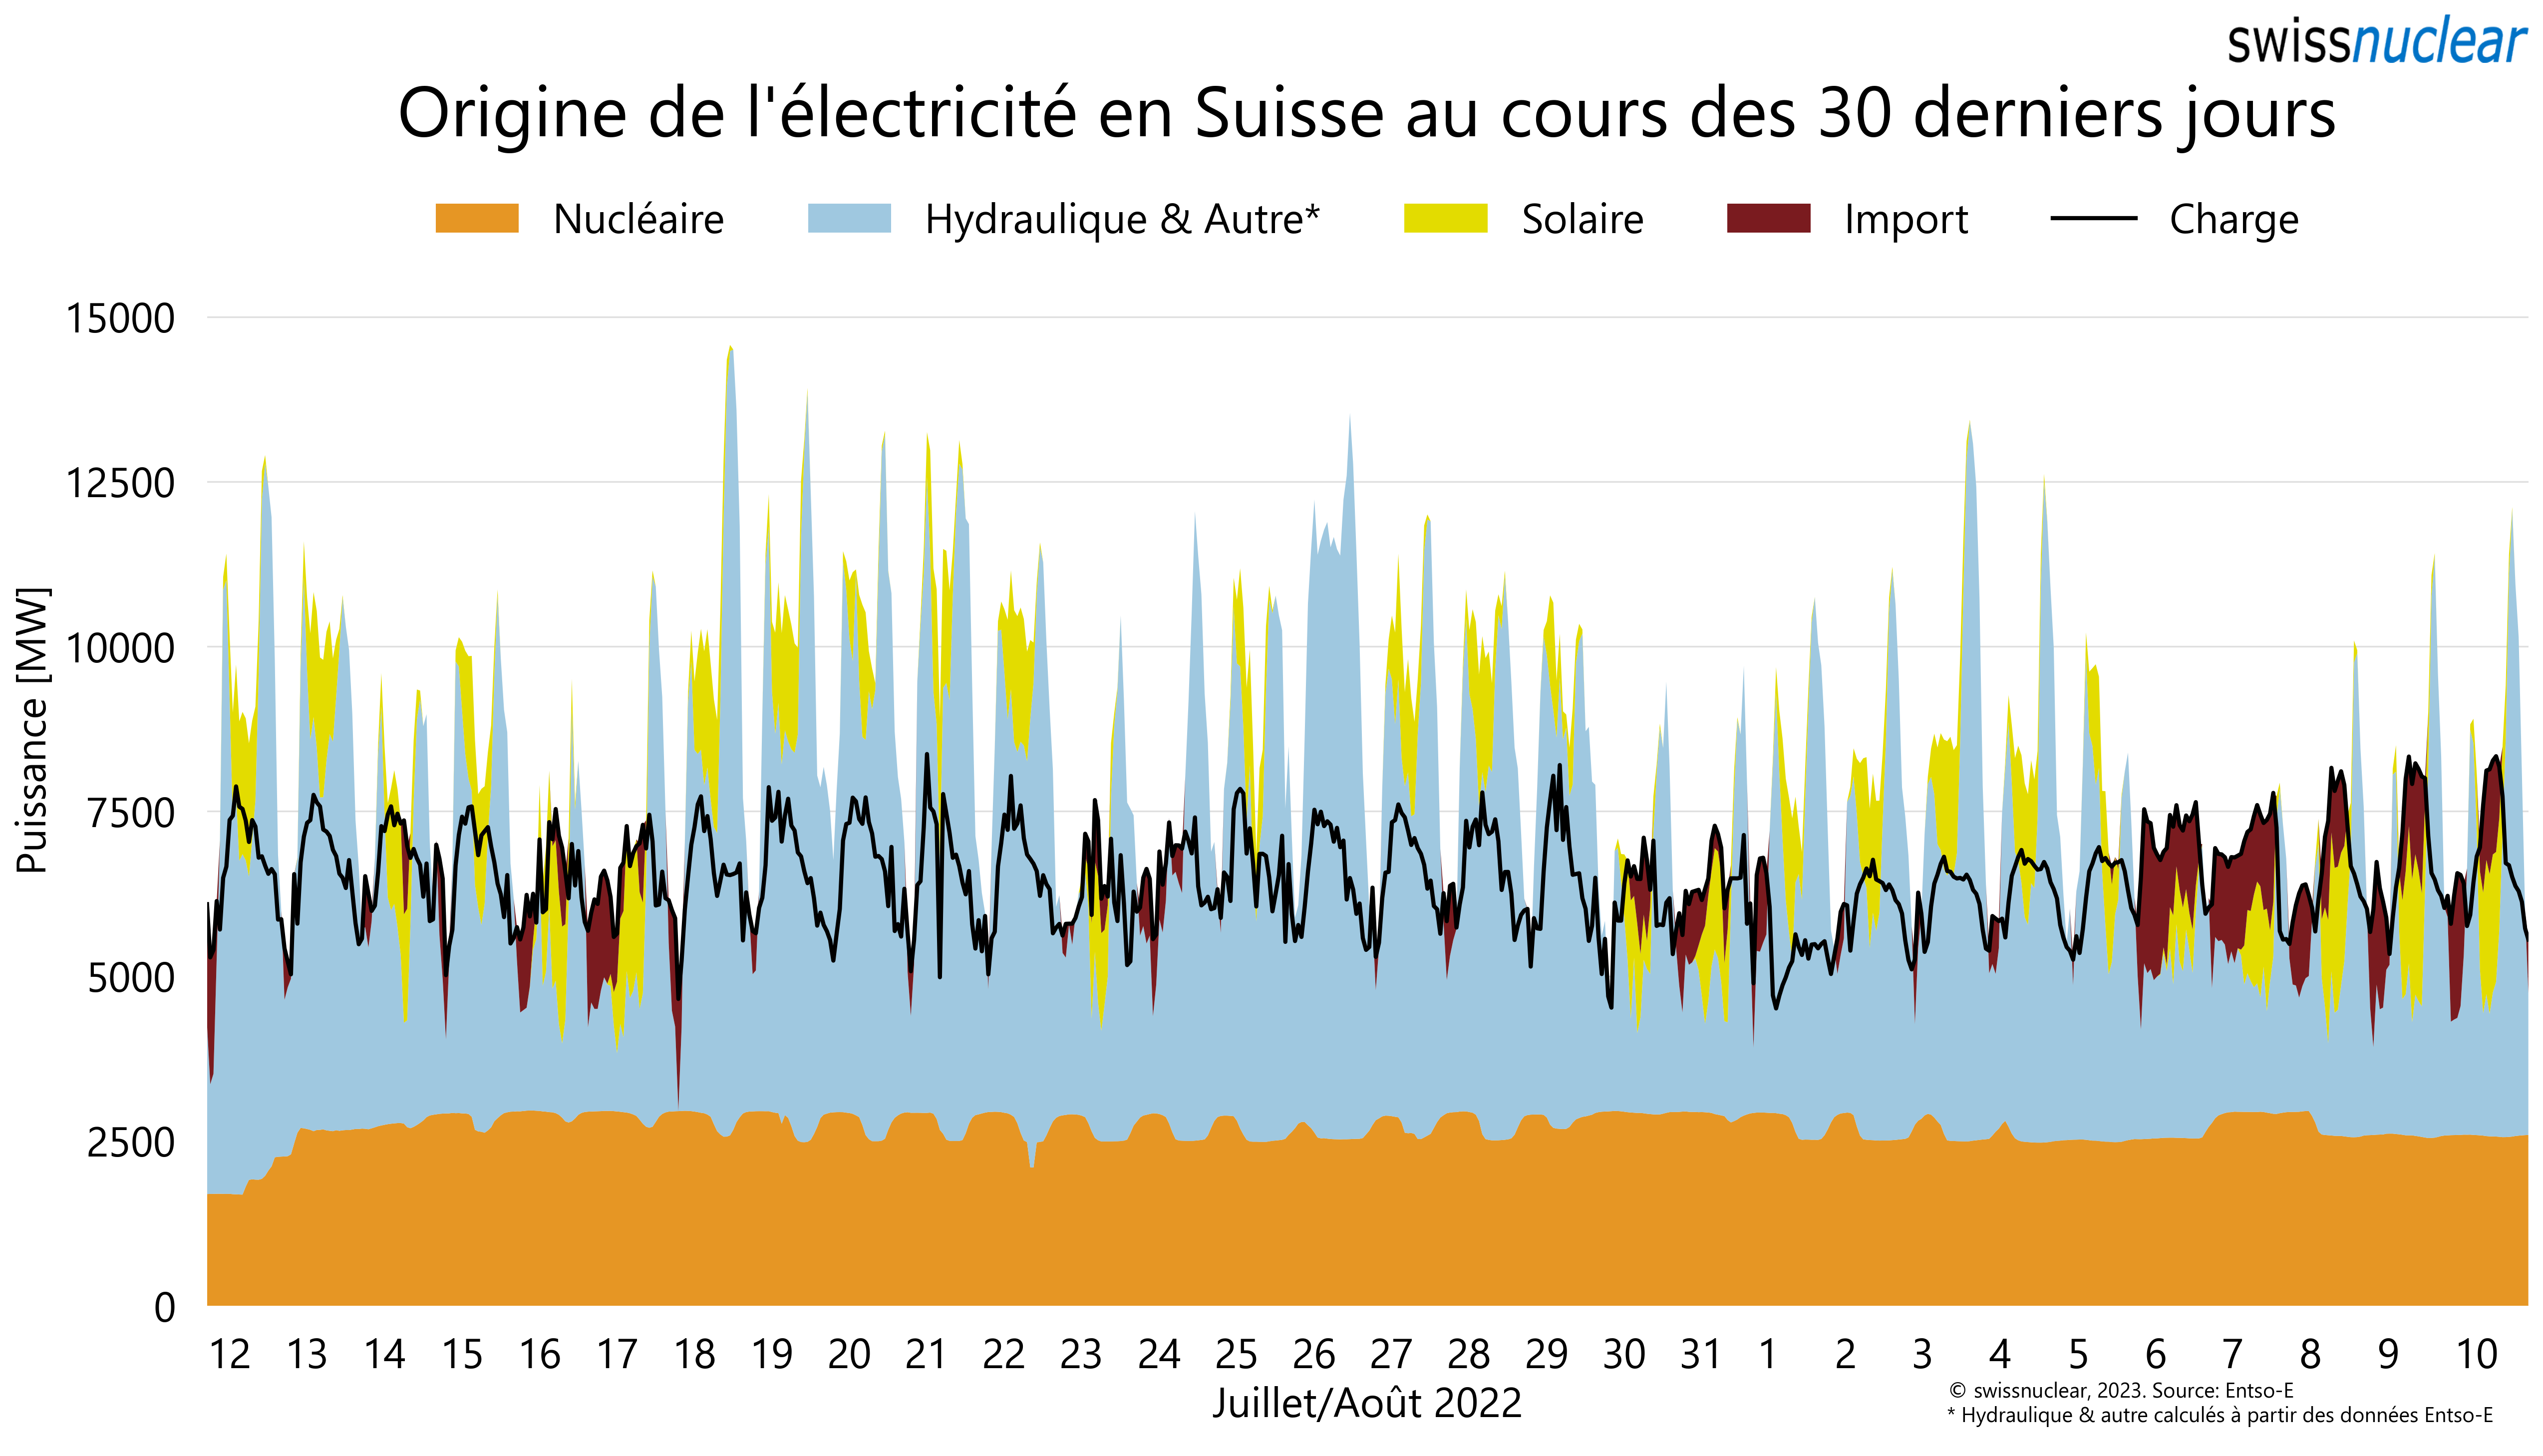 swissnuclear
Origine de l'électricité en Suisse au cours des 30 derniers jours
Nucléaire Hydraulique & Autre* Solaire Import Charge
15000
12500
10000
7500
5000
2500
0
Puissance [MW]
12 13 14 15 16 17 18 19 20 21 22 23 24 25 26 27 28 29 30 31 1 2 3 4 5 6 7 8 9 10
Juillet/Août 2022
© swissnuclear, 2023. Source: Entso-E
* Hydraulique & autre calculés à partir des données Entso-E